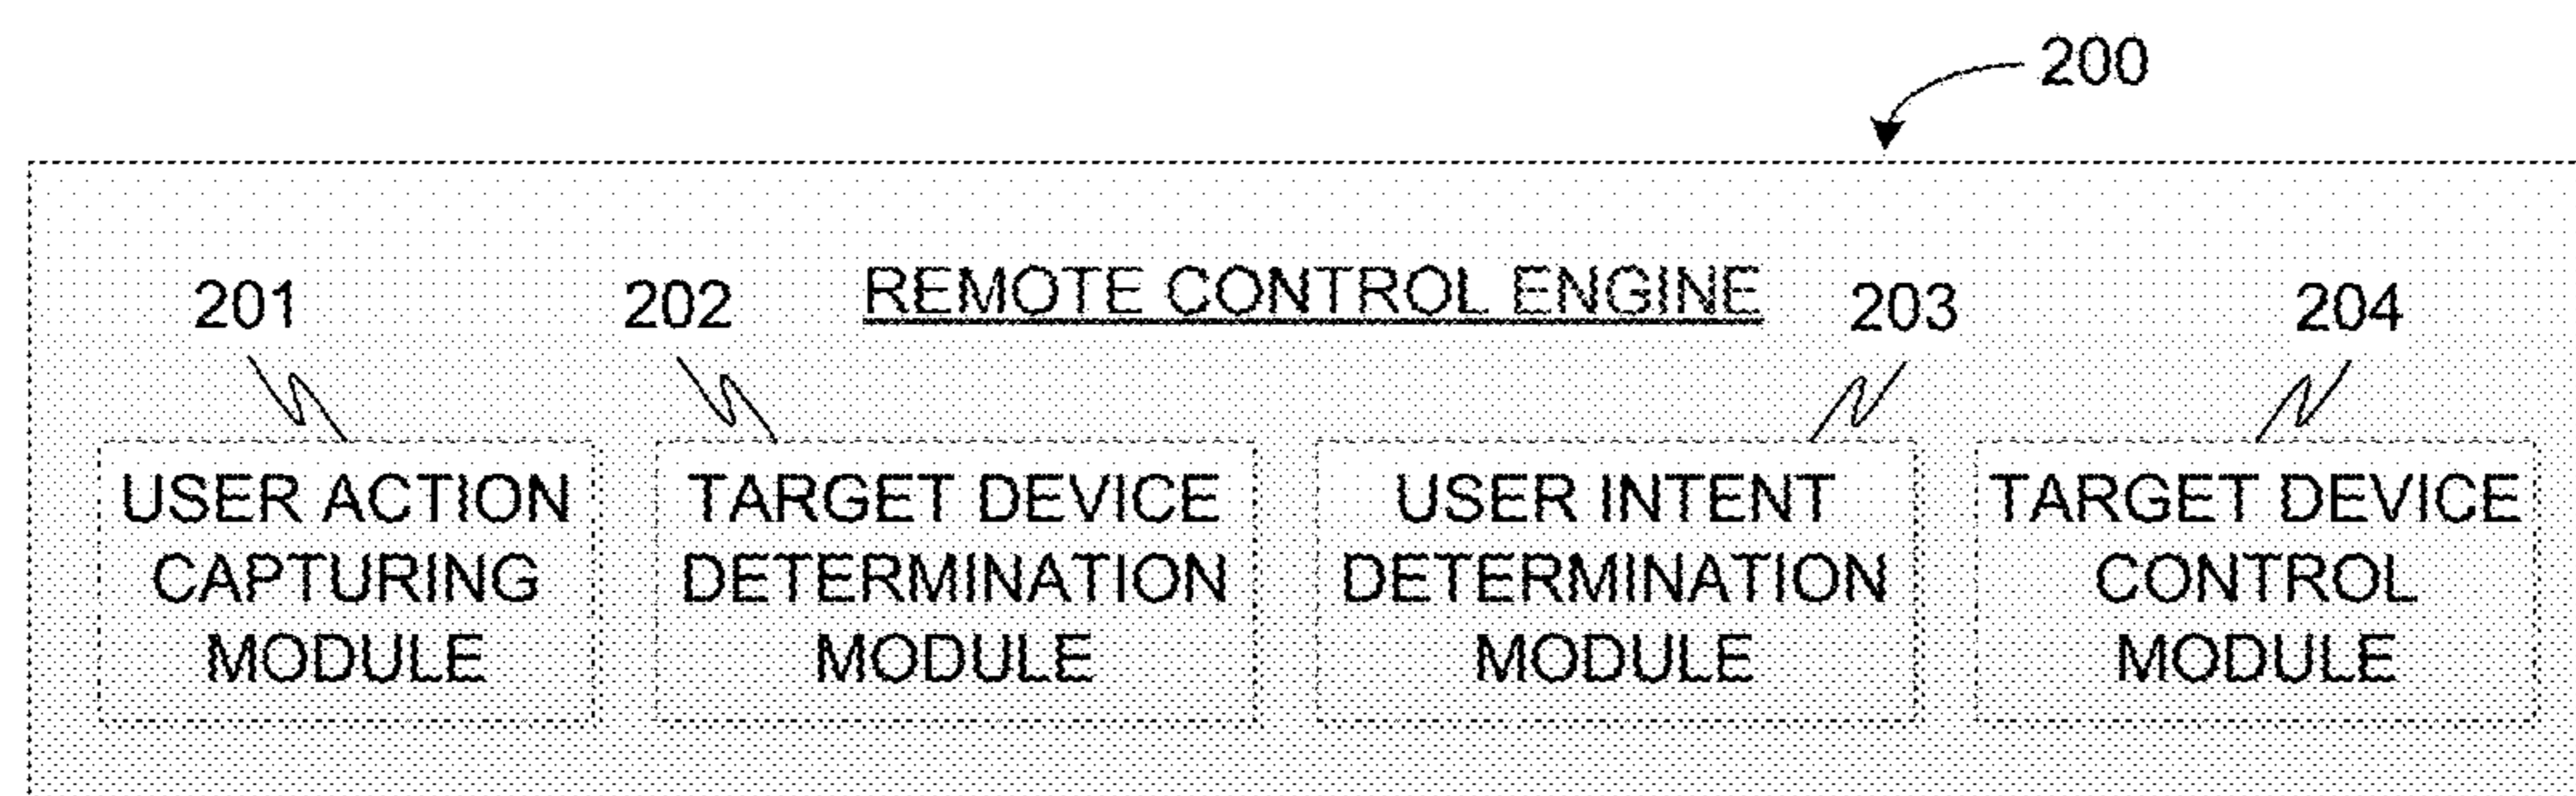 200
REMOTE CONTROL ENGINE
201
202
203
204
USER ACTION
CAPTURING
MODULE
TARGET DEVICE
DETERMINATION
MODULE
USER INTENT
DETERMINATION
MODULE
TARGET DEVICE
CONTROL
MODULE